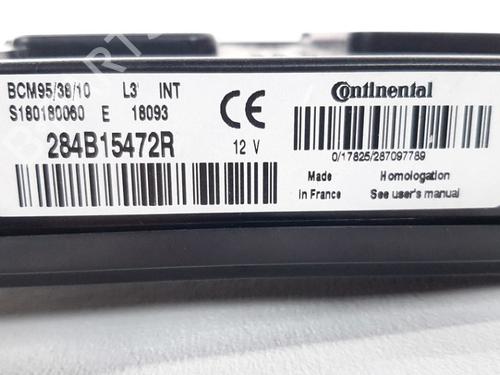 BCM95/38/10 L3' INT
S180180060 E 18093
284B15472R
CE
12 V
Continental
0/17825/287097789
Made in France
Homologation
See user's manual